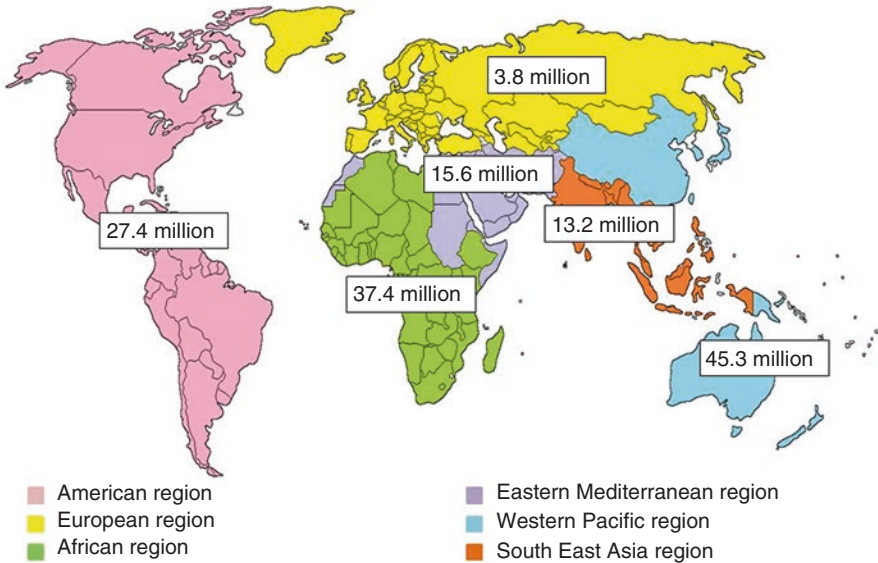 3.8 million
15.6 million
13.2 million
27.4 million
37.4 million
45.3 million
American region
European region
African region
Eastern Mediterranean region
Western Pacific region
South East Asia region